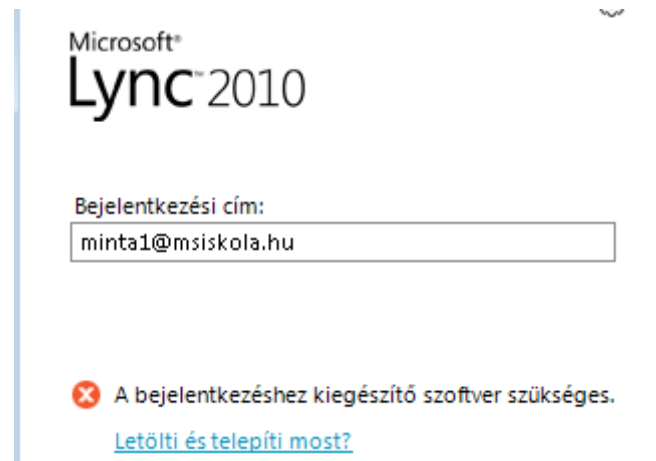 Microsoft®
Lync™ 2010
Bejelentkezési cím:
minta1@msiskola.hu
A bejelentkezéshez kiegészítő szoftver szükséges.
Letölti és telepíti most?